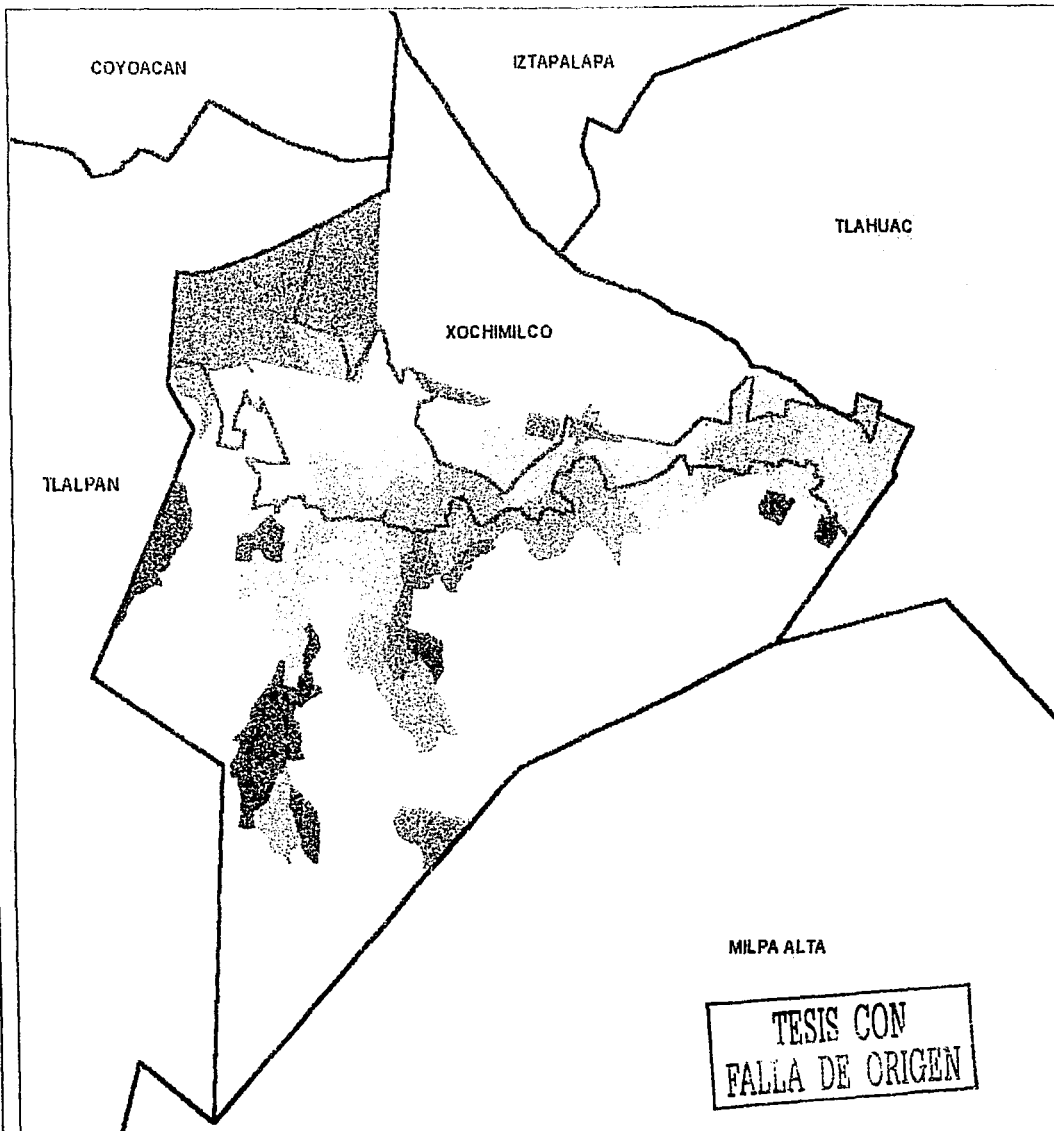 COYOACAN
IZTAPALAPA
TLAHUAC
XOCHIMILCO
TLALPAN
MILPA ALTA
TESIS CON
FALLA DE ORIGEN